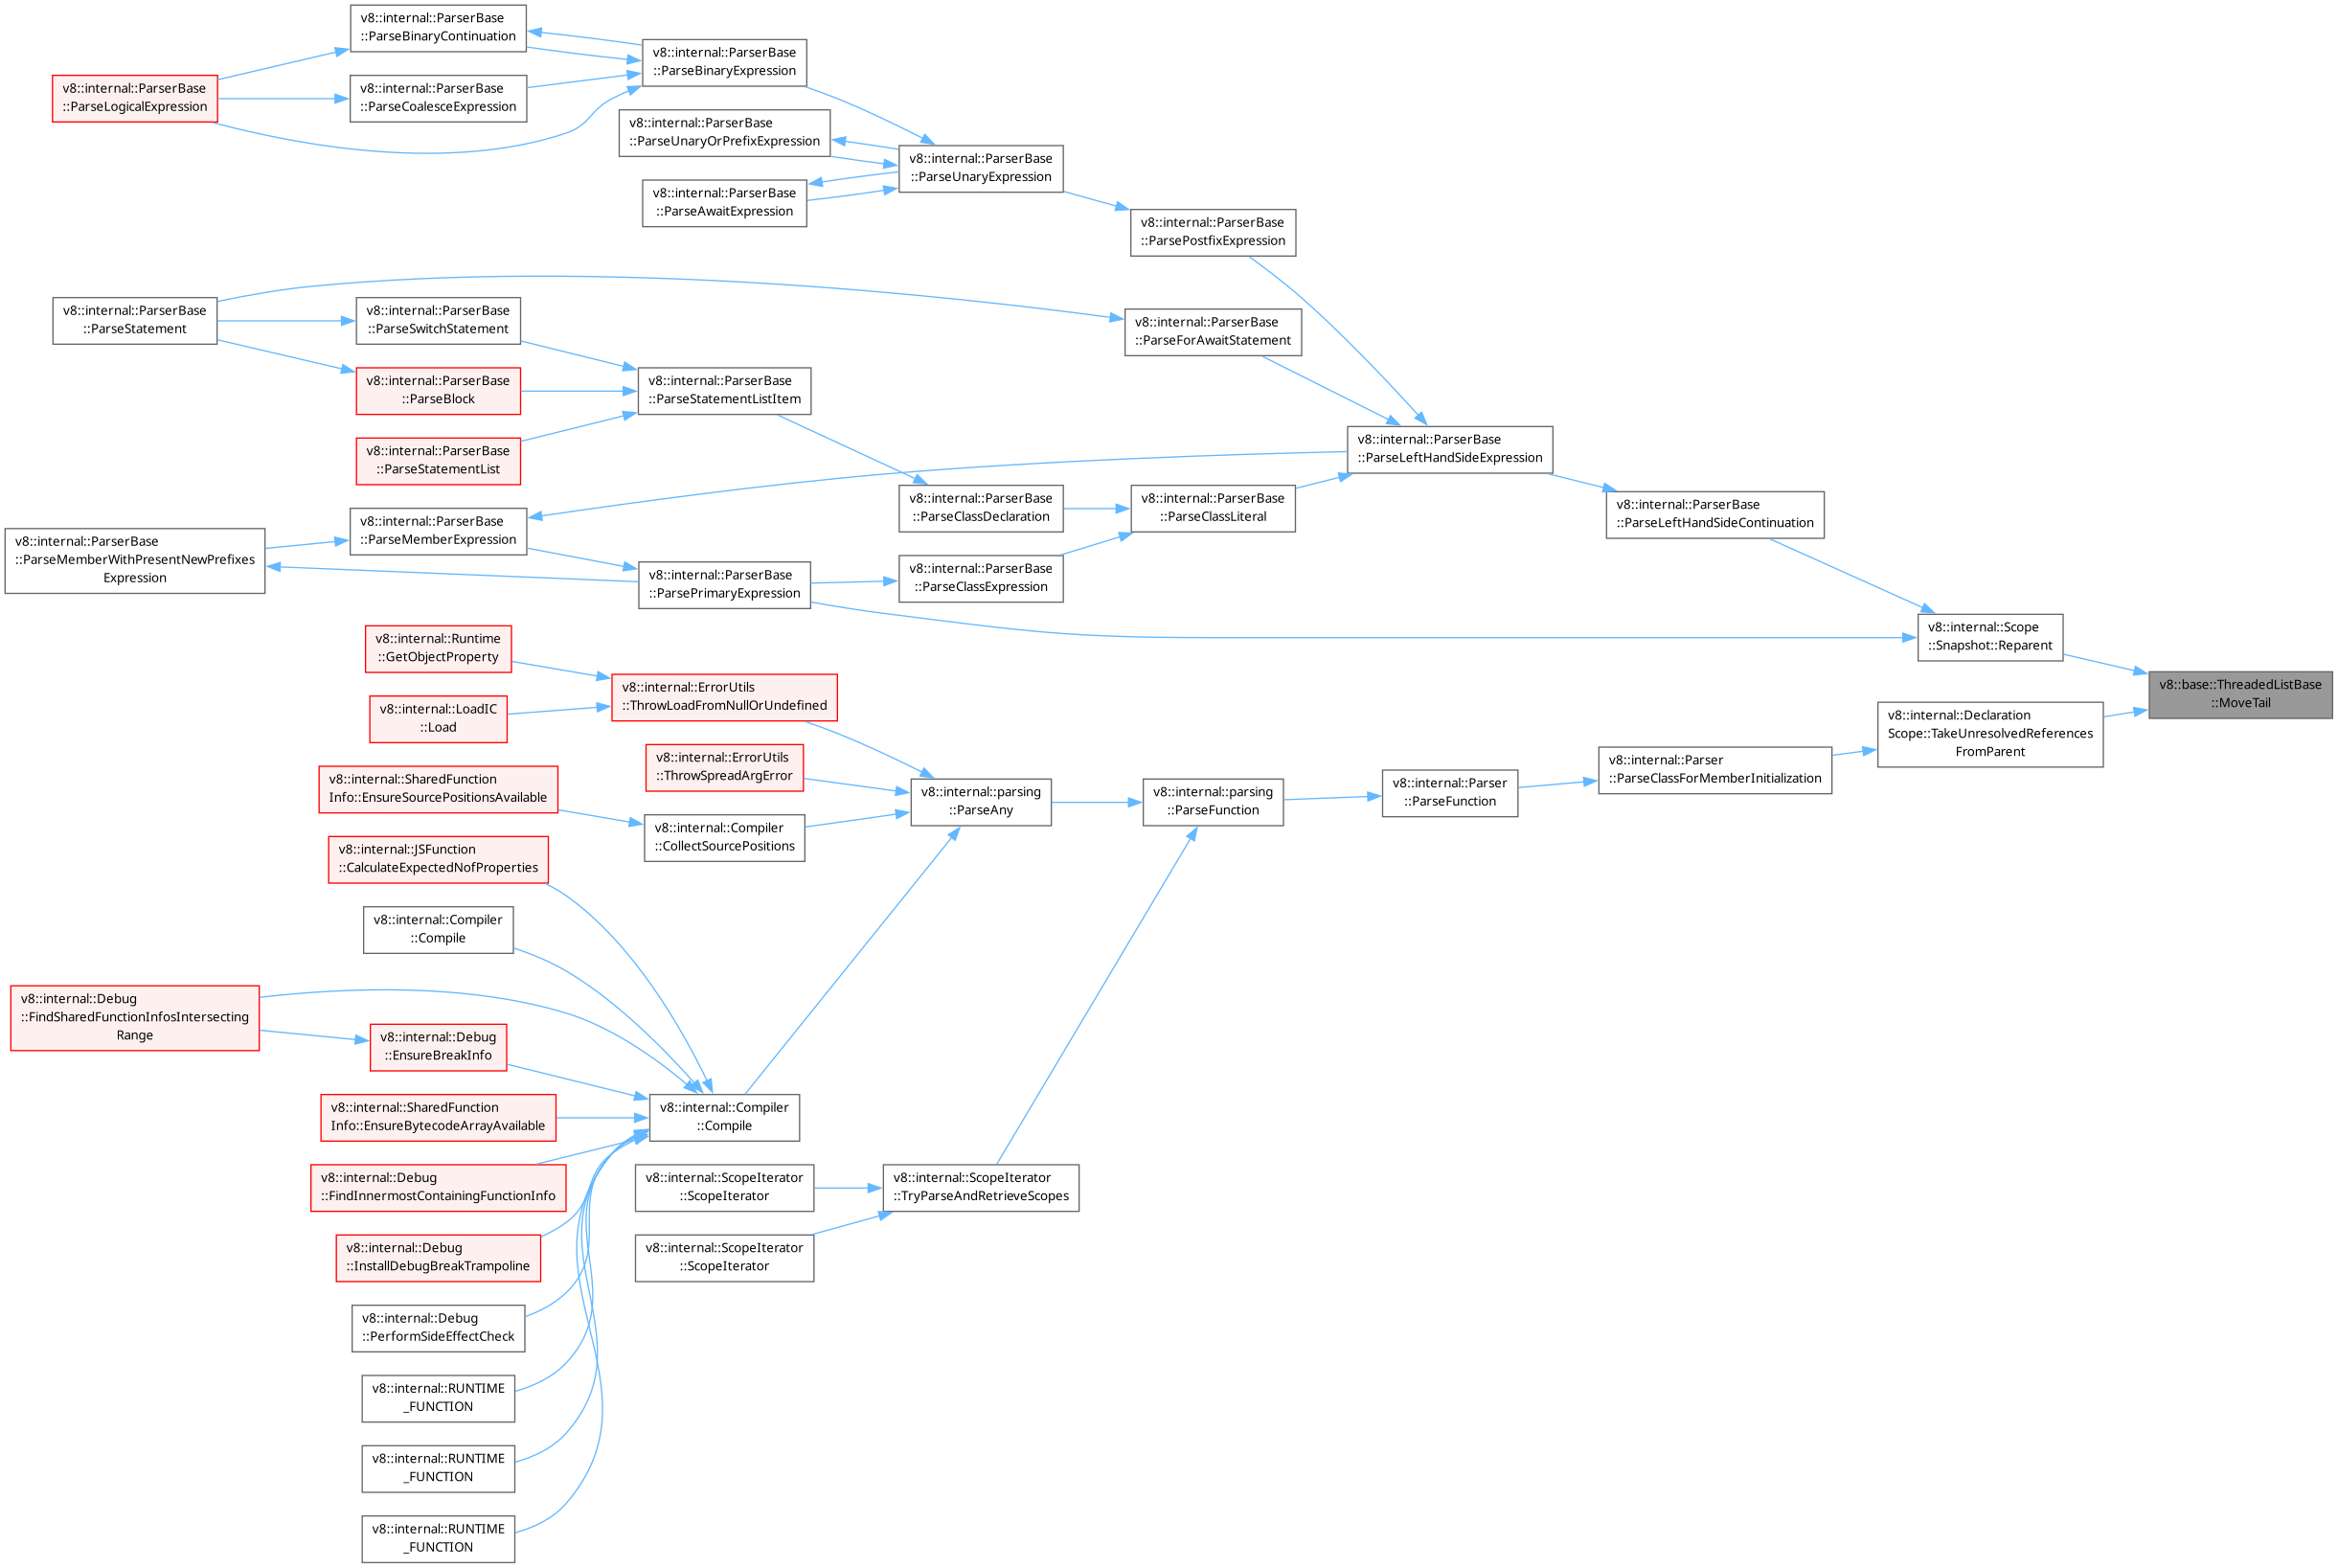 v8::internal::ParserBase
::ParseBinaryContinuation
v8::internal::ParserBase
::ParseBinaryExpression
v8::internal::ParserBase
::ParseLogicalExpression
v8::internal::ParserBase
::ParseCoalesceExpression
v8::internal::ParserBase
::ParseUnaryOrPrefixExpression
v8::internal::ParserBase
::ParseUnaryExpression
v8::internal::ParserBase
::ParseAwaitExpression
v8::internal::ParserBase
::ParsePostfixExpression
v8::internal::ParserBase
::ParseStatement
v8::internal::ParserBase
::ParseSwitchStatement
v8::internal::ParserBase
::ParseForAwaitStatement
v8::internal::ParserBase
::ParseBlock
v8::internal::ParserBase
::ParseStatementListItem
v8::internal::ParserBase
::ParseStatementList
v8::internal::ParserBase
::ParseLeftHandSideExpression
v8::internal::ParserBase
::ParseClassDeclaration
v8::internal::ParserBase
::ParseClassLiteral
v8::internal::ParserBase
::ParseLeftHandSideContinuation
v8::internal::ParserBase
::ParseMemberWithPresentNewPrefixes
Expression
v8::internal::ParserBase
::ParseMemberExpression
v8::internal::ParserBase
::ParsePrimaryExpression
v8::internal::ParserBase
::ParseClassExpression
v8::internal::Scope
::Snapshot::Reparent
v8::internal::Runtime
::GetObjectProperty
v8::internal::ErrorUtils
::ThrowLoadFromNullOrUndefined
v8::base::ThreadedListBase
::MoveTail
v8::internal::LoadIC
::Load
v8::internal::Declaration
Scope::TakeUnresolvedReferences
FromParent
v8::internal::ErrorUtils
::ThrowSpreadArgError
v8::internal::Parser
::ParseClassForMemberInitialization
v8::internal::SharedFunction
Info::EnsureSourcePositionsAvailable
v8::internal::parsing
::ParseAny
v8::internal::parsing
::ParseFunction
v8::internal::Parser
::ParseFunction
v8::internal::Compiler
::CollectSourcePositions
v8::internal::JSFunction
::CalculateExpectedNofProperties
v8::internal::Compiler
::Compile
v8::internal::Debug
::FindSharedFunctionInfosIntersecting
Range
v8::internal::Debug
::EnsureBreakInfo
v8::internal::SharedFunction
Info::EnsureBytecodeArrayAvailable
v8::internal::Compiler
::Compile
v8::internal::Debug
::FindInnermostContainingFunctionInfo
v8::internal::ScopeIterator
::ScopeIterator
v8::internal::ScopeIterator
::TryParseAndRetrieveScopes
v8::internal::Debug
::InstallDebugBreakTrampoline
v8::internal::ScopeIterator
::ScopeIterator
v8::internal::Debug
::PerformSideEffectCheck
v8::internal::RUNTIME
_FUNCTION
v8::internal::RUNTIME
_FUNCTION
v8::internal::RUNTIME
_FUNCTION